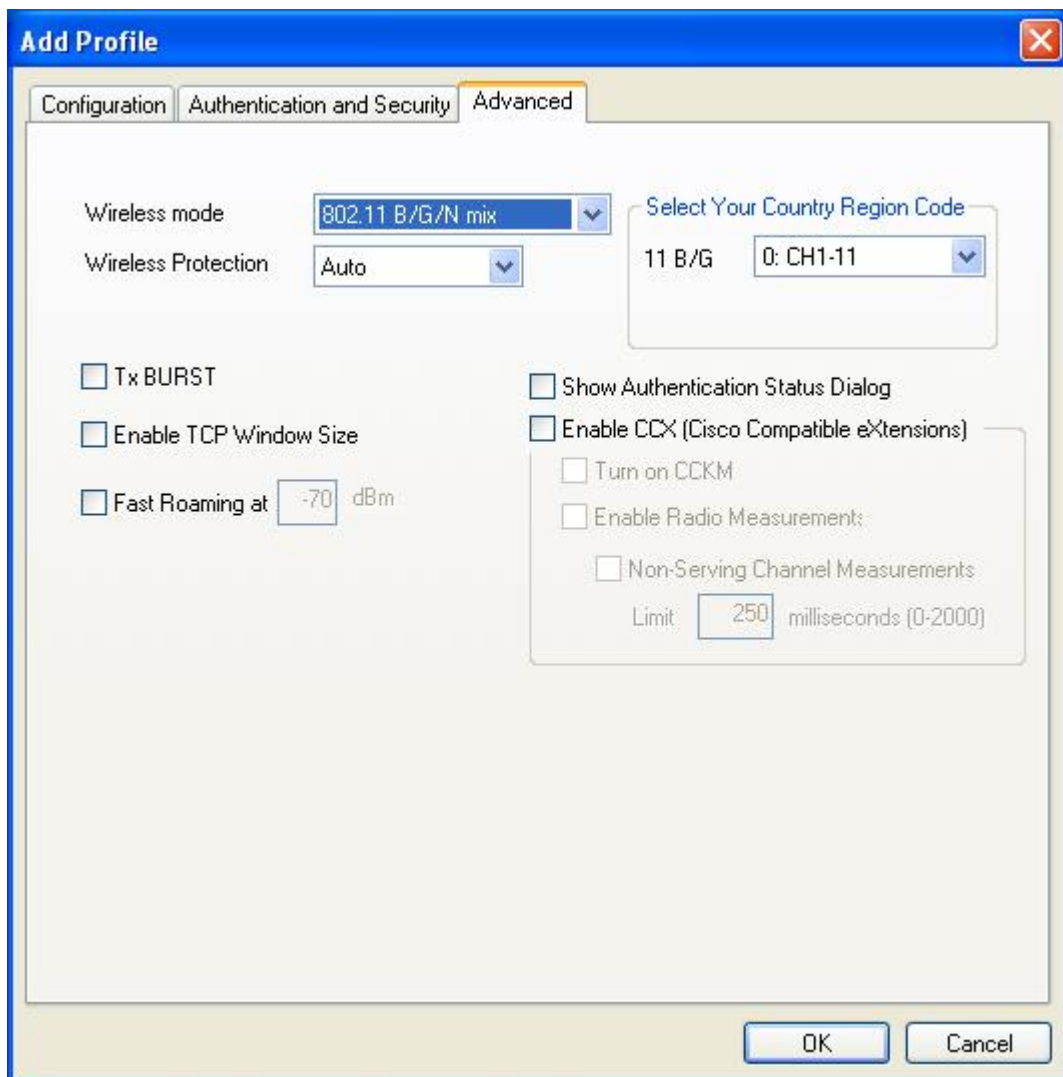 Add Profile
Configuration
Authentication and Security
Advanced
Wireless mode
802.11 B/G/N mix
Wireless Protection
Auto
Select Your Country Region Code
11 B/G
0: CH1-11
Tx BURST
Enable TCP Window Size
Fast Roaming at -70 dBm
Show Authentication Status Dialog
Enable CCX (Cisco Compatible eXtensions)
Turn on CCKM
Enable Radio Measurements
Non-Serving Channel Measurements
Limit 250 milliseconds (0-2000)
OK
Cancel